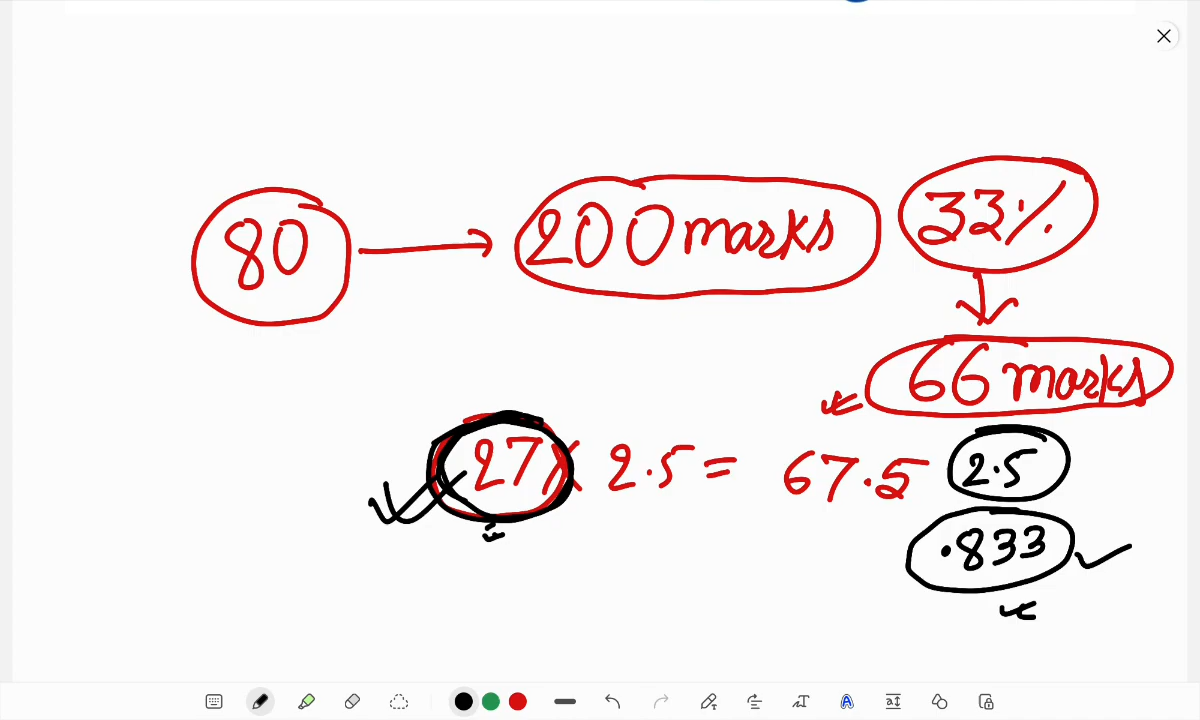 80 → 200 marks 33%
66 marks
27 × 2.5 = 67.5 2.5
.833